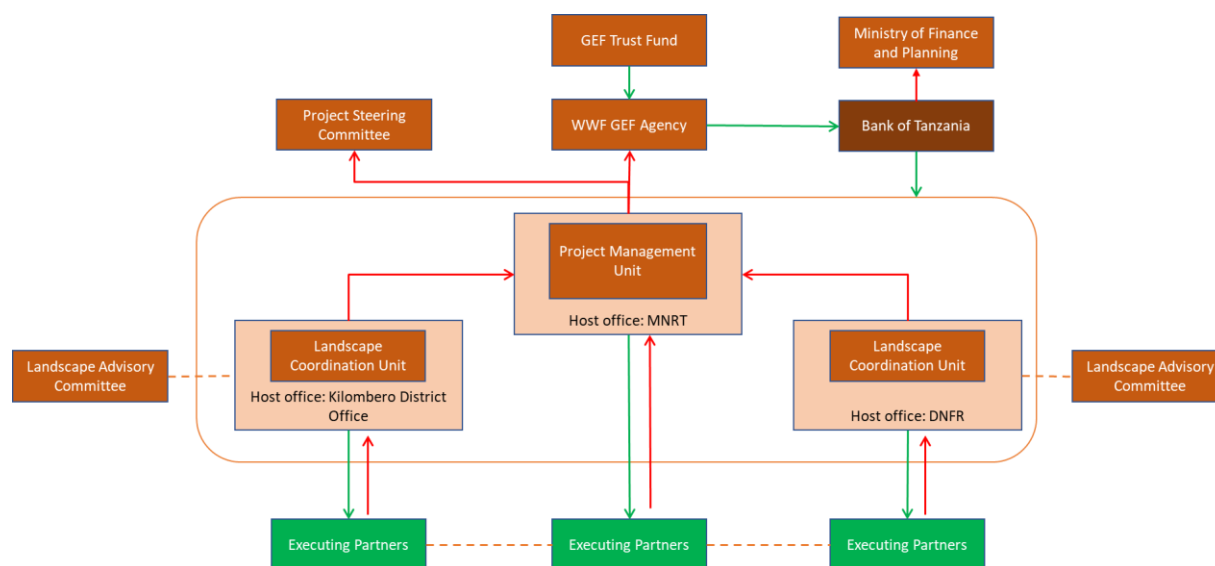 GEF Trust Fund
Ministry of Finance
and Planning
Project Steering
Committee
WWF GEF Agency
Bank of Tanzania
Project Management
Unit
Host office: MNRT
Landscape Advisory
Committee
Landscape
Coordination Unit
Host office: Kilombero District
Office
Landscape
Coordination Unit
Host office: DNFR
Landscape Advisory
Committee
Executing Partners
Executing Partners
Executing Partners